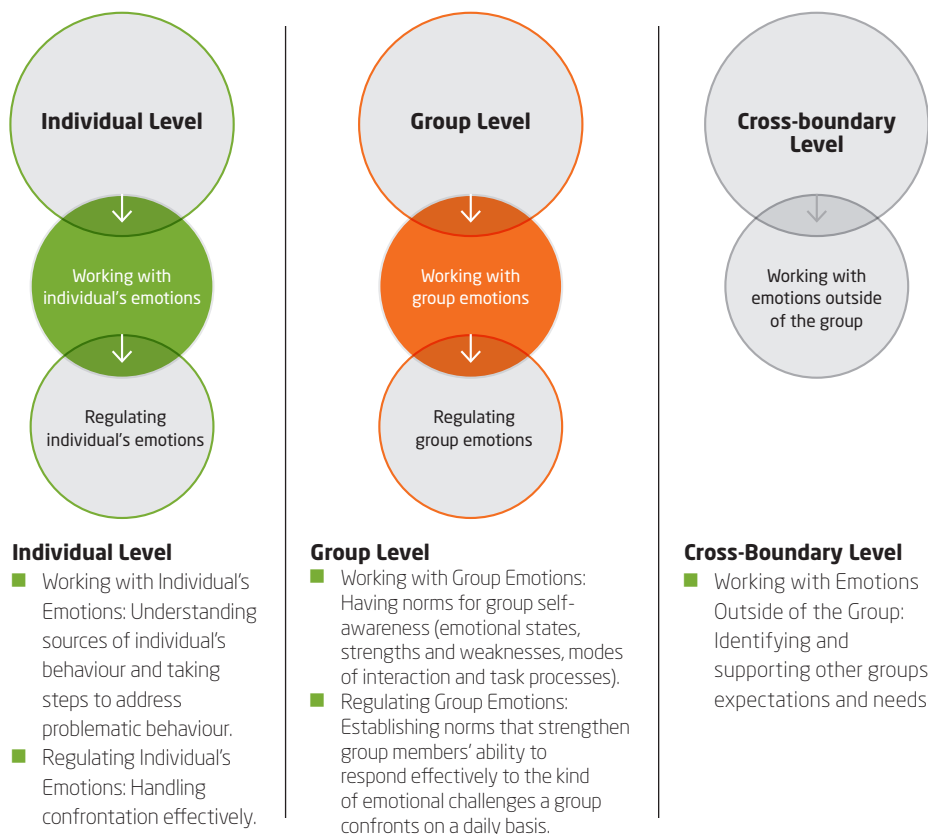 Individual Level
Working with
individual's emotions
Regulating
individual's emotions
Group Level
Working with
group emotions
Regulating
group emotions
Cross-boundary
Level
Working with
emotions outside
of the group
Individual Level
Working with Individual's
Emotions: Understanding
sources of individual's
behaviour and taking
steps to address
problematic behaviour.
Regulating Individual's
Emotions: Handling
confrontation effectively.
Group Level
Working with Group Emotions:
Having norms for group self-
awareness (emotional states,
strengths and weaknesses, modes
of interaction and task processes).
Regulating Group Emotions:
Establishing norms that strengthen
group members' ability to
respond effectively to the kind
of emotional challenges a group
confronts on a daily basis.
Cross-Boundary Level
Working with Emotions
Outside of the Group:
Identifying and
supporting other groups
expectations and needs